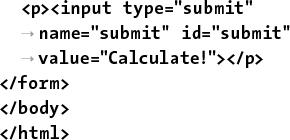 <p><input type="submit"
→ name="submit" id="submit"
→ value="Calculate!"></p>
</form>
</body>
</html>